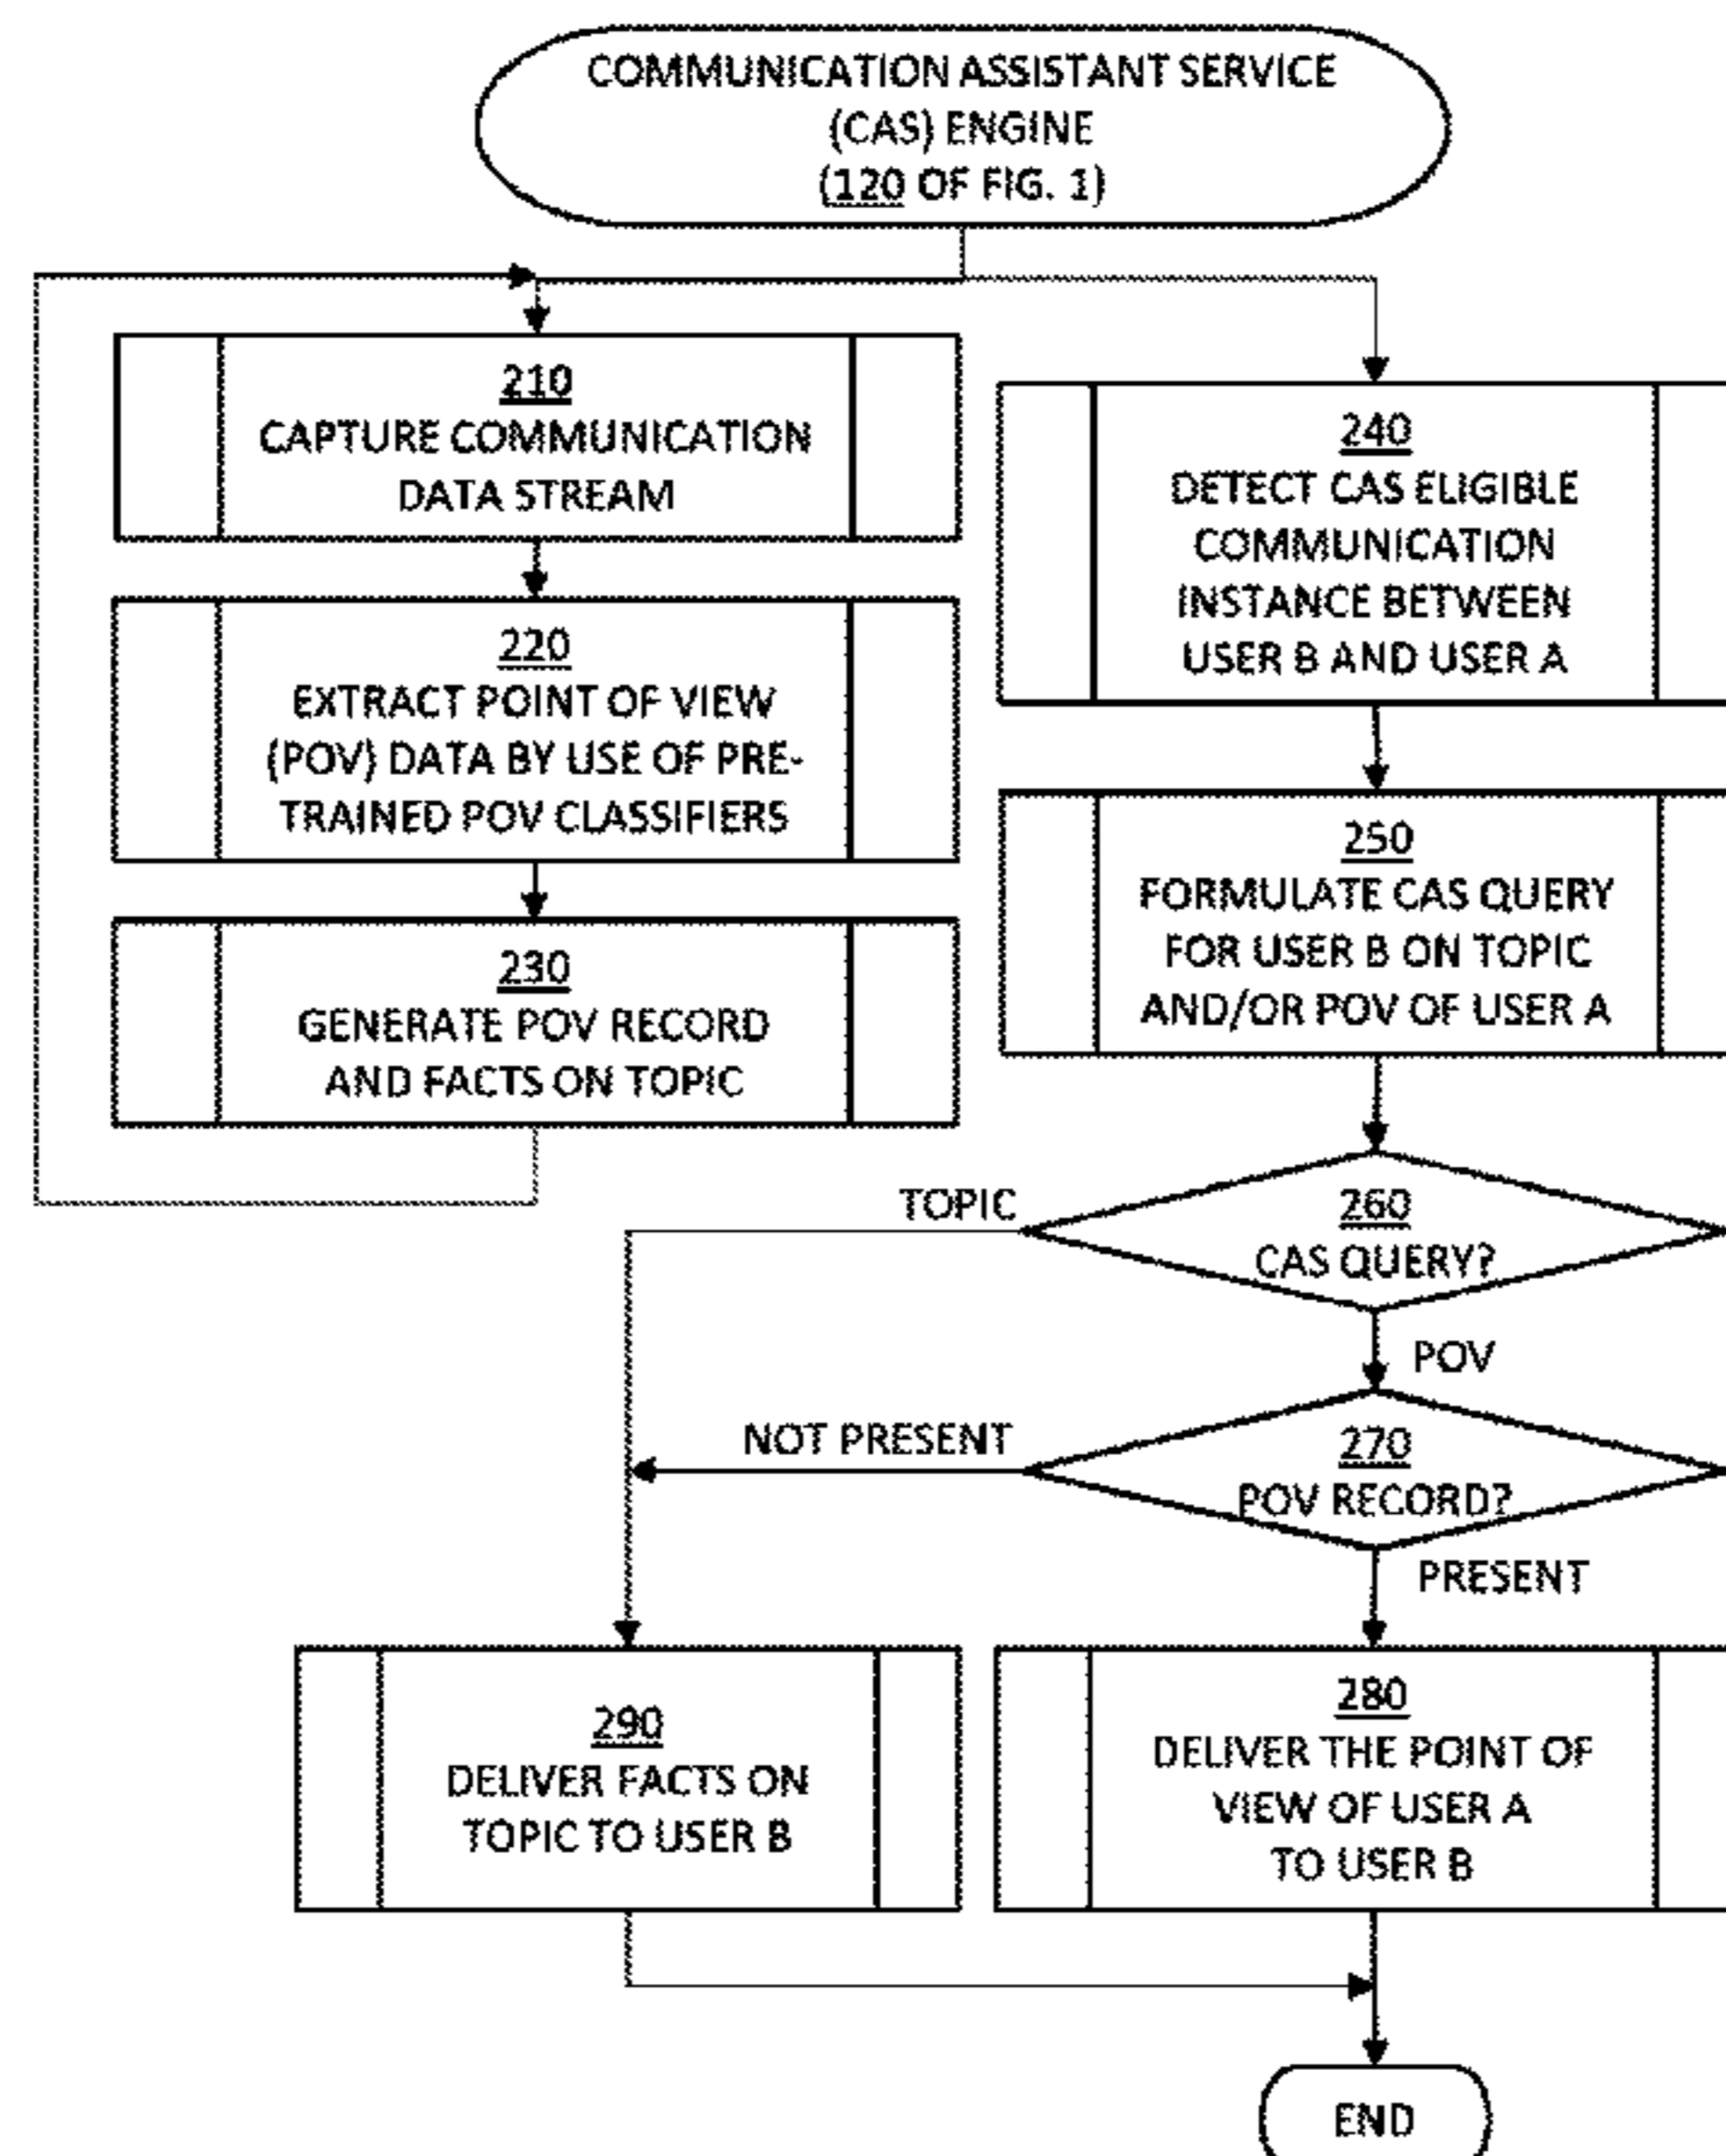 COMMUNICATION ASSISTANT SERVICE
(CAS) ENGINE
(120 OF FIG. 1)
210
CAPTURE COMMUNICATION
DATA STREAM
220
EXTRACT POINT OF VIEW
(POV) DATA BY USE OF PRE-
TRAINED POV CLASSIFIERS
230
GENERATE POV RECORD
AND FACTS ON TOPIC
240
DETECT CAS ELIGIBLE
COMMUNICATION
INSTANCE BETWEEN
USER B AND USER A
250
FORMULATE CAS QUERY
FOR USER B ON TOPIC
AND/OR POV OF USER A
TOPIC
260
CAS QUERY?
POV
NOT PRESENT
270
POV RECORD?
PRESENT
290
DELIVER FACTS ON
TOPIC TO USER B
280
DELIVER THE POINT OF
VIEW OF USER A
TO USER B
END